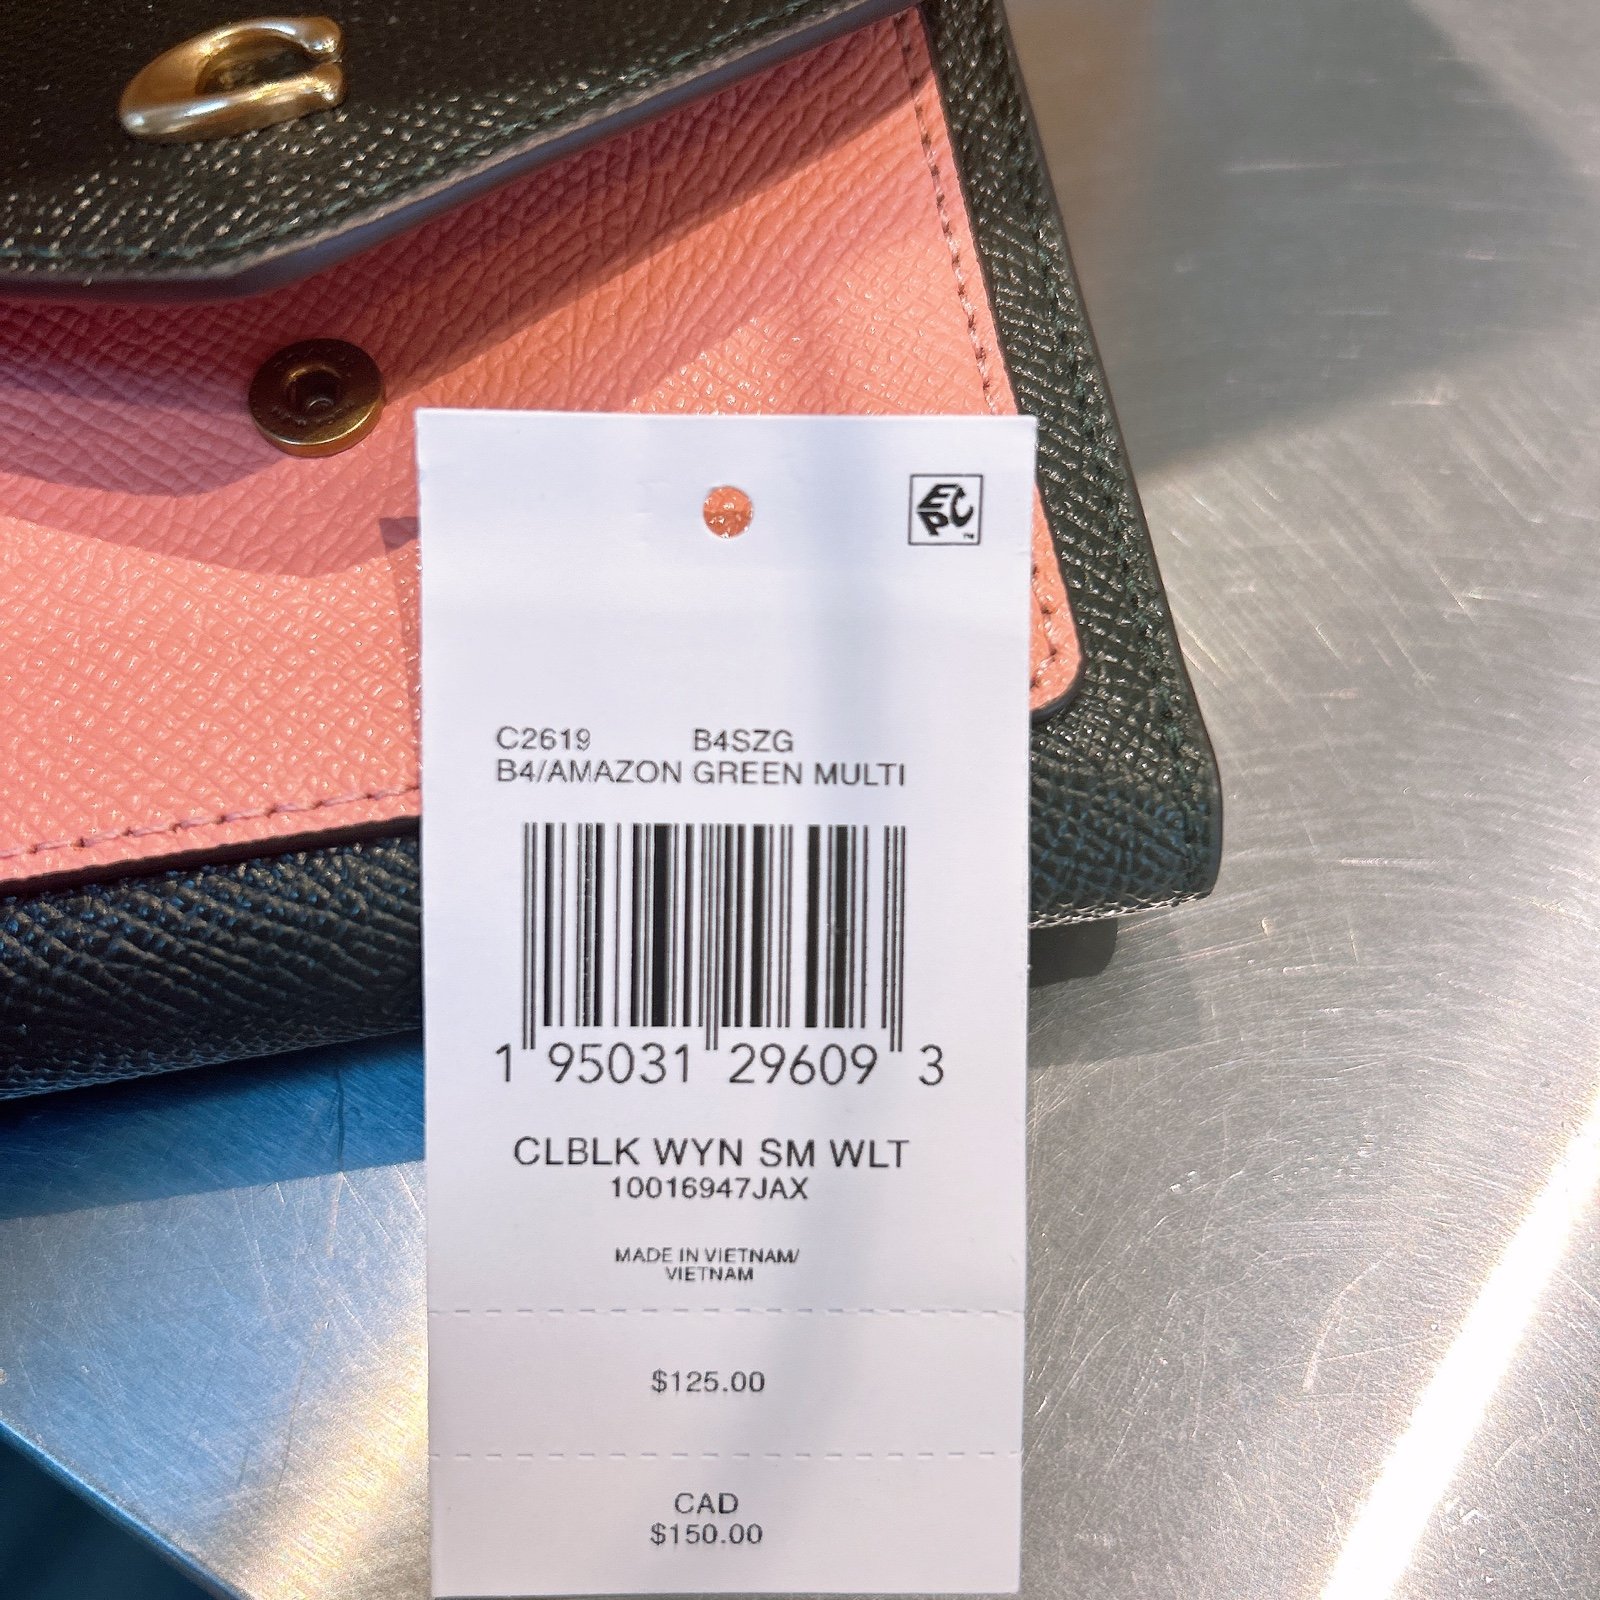 EPC
C2619 B4SZG
B4/AMAZON GREEN MULTI
1 95031 29609 3
CLBLK WYN SM WLT
10016947JAX
MADE IN VIETNAM/
VIETNAM
$125.00
CAD
$150.00